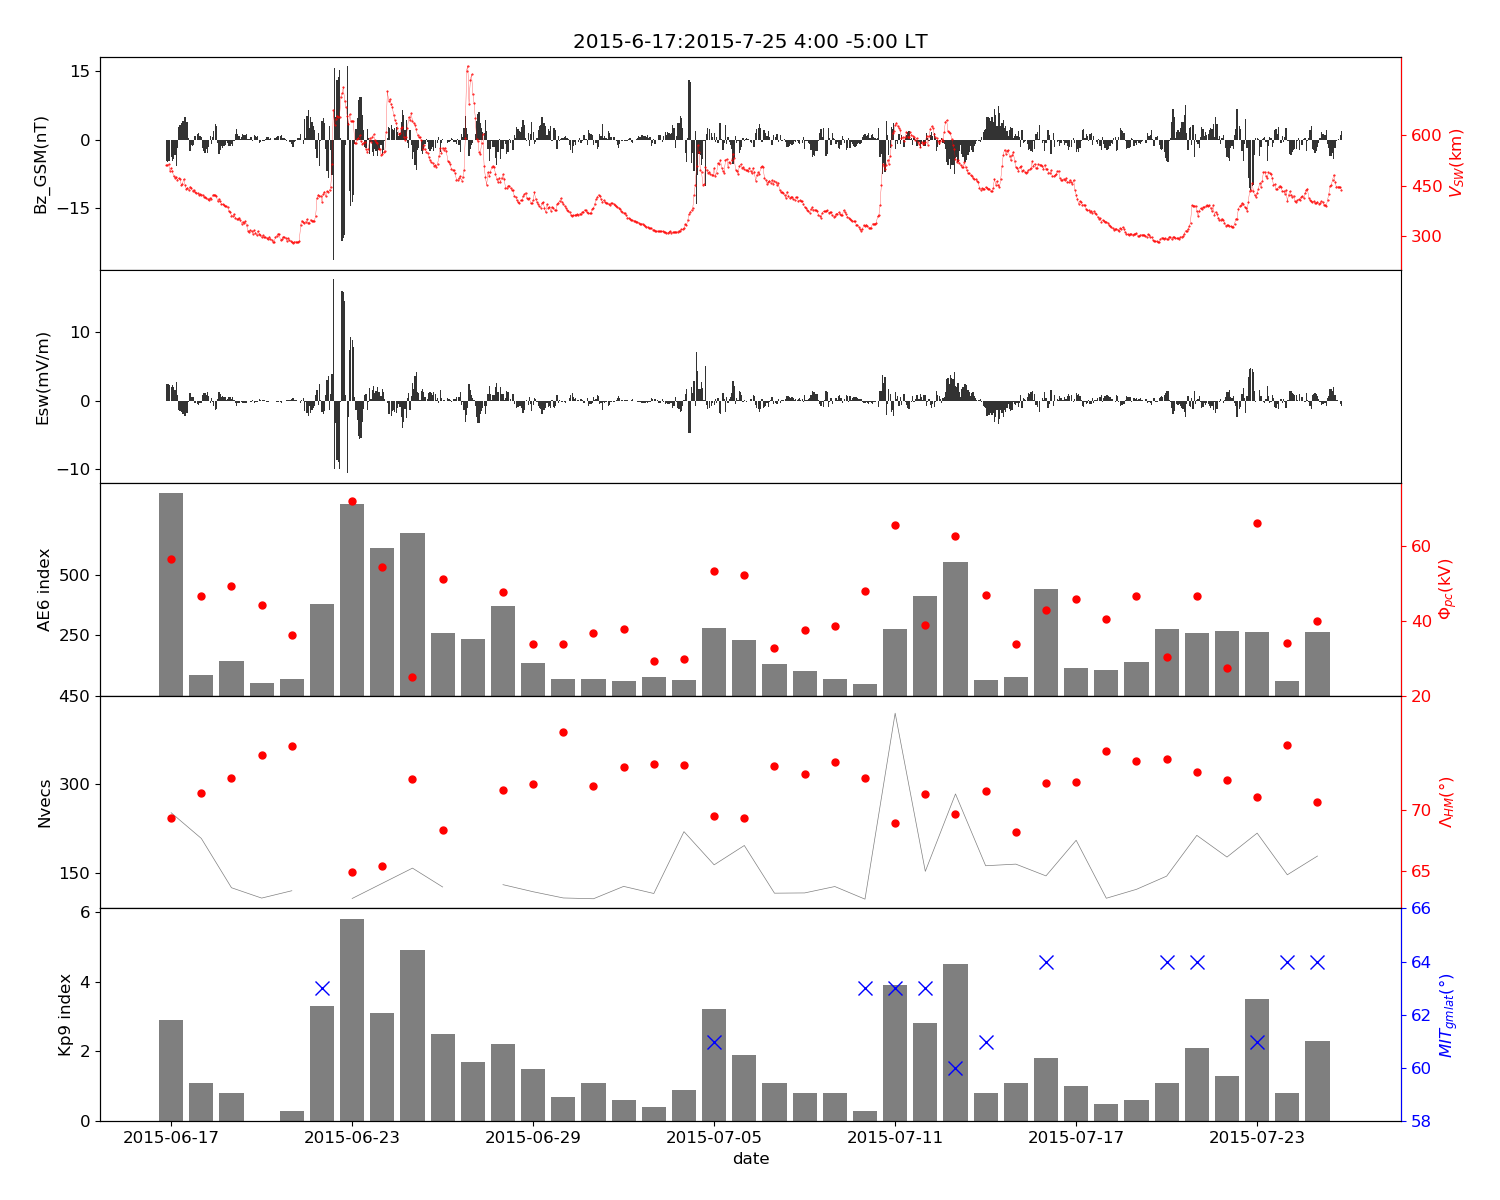 2015-6-17:2015-7-25 4:00 -5:00 LT
15
0
−15
Bz_GSM(nT)
600
450
300
V_SW(km)
10
0
−10
Esw(mV/m)
500
250
AE6 index
60
40
20
Φ_pc(kV)
450
300
150
Nvecs
70
65
Λ_HM(°)
6
4
2
0
Kp9 index
66
64
62
60
58
MIT_gmlat(°)
2015-06-17 2015-06-23 2015-06-29 2015-07-05 2015-07-11 2015-07-17 2015-07-23
date